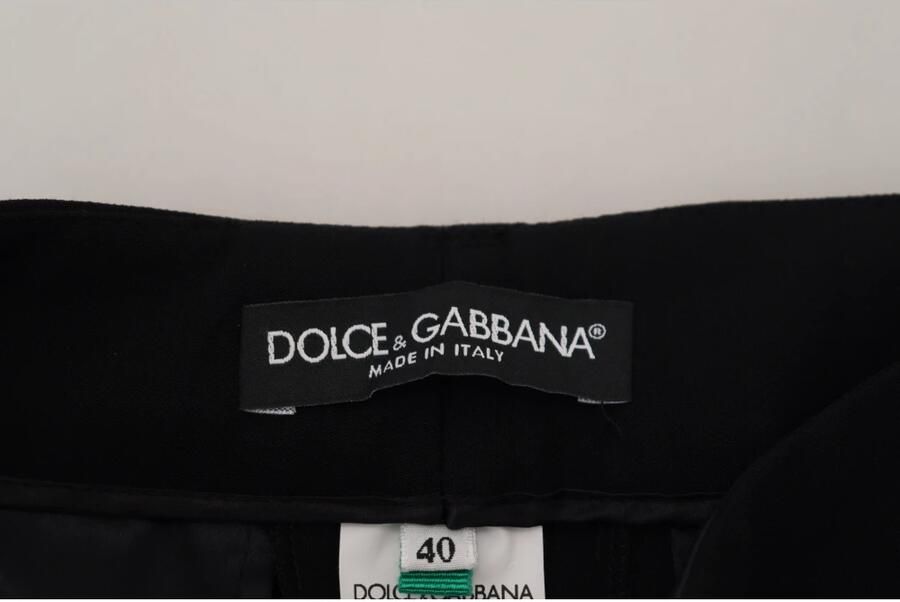 DOLCE & GABBANA®
MADE IN ITALY
40
DOLCE & GABBANA